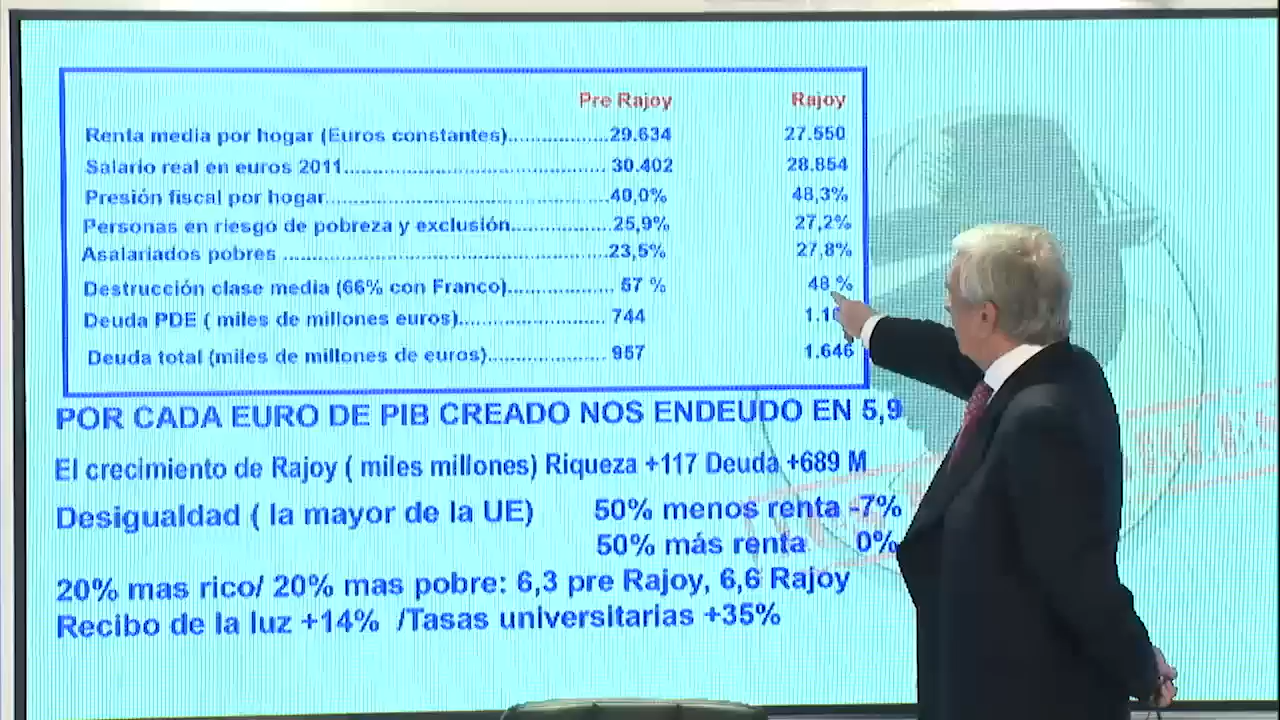 Pre Rajoy Rajoy
Renta media por hogar (Euros constantes)..................29.634 27.550
Salario real en euros 2011............................................... 30.402 28.854
Presión fiscal por hogar...................................................40,0% 48,3%
Personas en riesgo de pobreza y exclusión..................25,9% 27,2%
Asalariados pobres ..........................................................23,5% 27,8%
Destrucción clase media (66% con Franco)................... 57 % 48 %
Deuda PDE ( miles de millones euros)........................... 744
Deuda total (miles de millones de euros)..................... 957 1.646
POR CADA EURO DE PIB CREADO NOS ENDEUDO EN 5,9
El crecimiento de Rajoy ( miles millones) Riqueza +117 Deuda +689 M
Desigualdad ( la mayor de la UE) 50% menos renta -7%
50% más renta 0%
20% mas rico/ 20% mas pobre: 6,3 pre Rajoy, 6,6 Rajoy
Recibo de la luz +14% /Tasas universitarias +35%